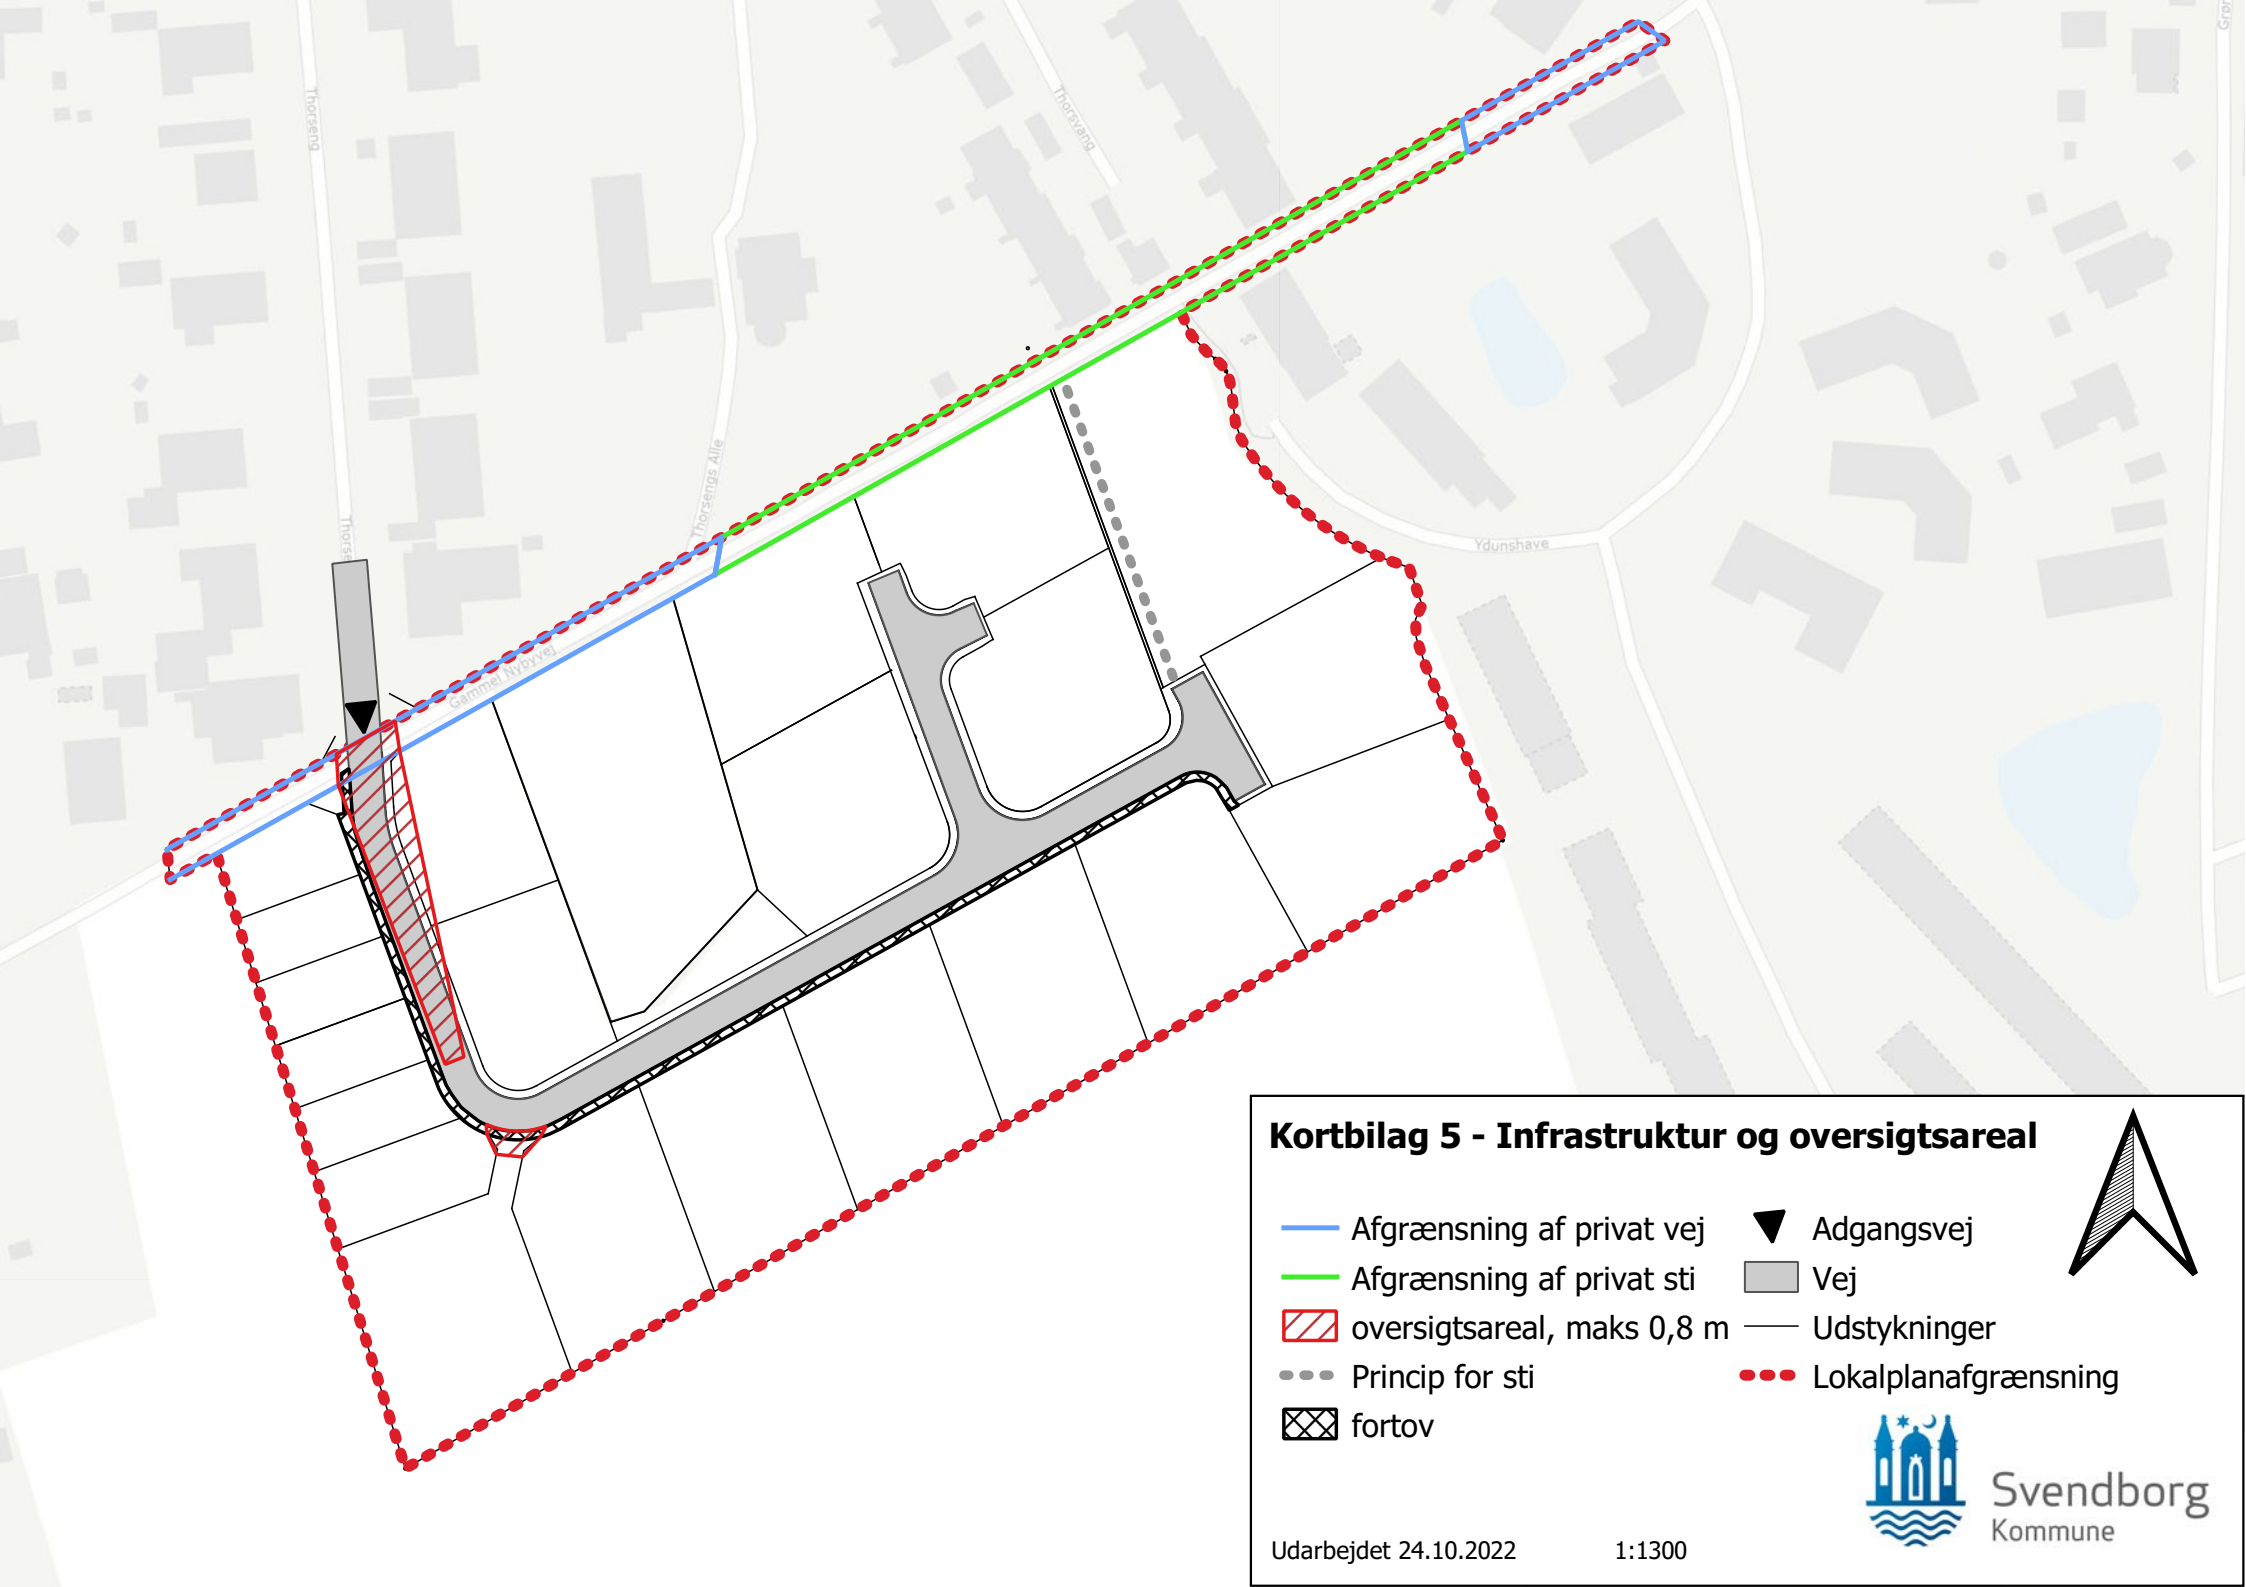 Thorseng
Thorsvang
Grøn
Thorsengs Alle
Thorse
Ydunshave
Gammel Nybyvej
Kortbilag 5 - Infrastruktur og oversigtsareal
Afgrænsning af privat vej
Adgangsvej
Afgrænsning af privat sti
Vej
oversigtsareal, maks 0,8 m
Udstykninger
Princip for sti
Lokalplanafgrænsning
fortov
Svendborg
Kommune
Udarbejdet 24.10.2022
1:1300